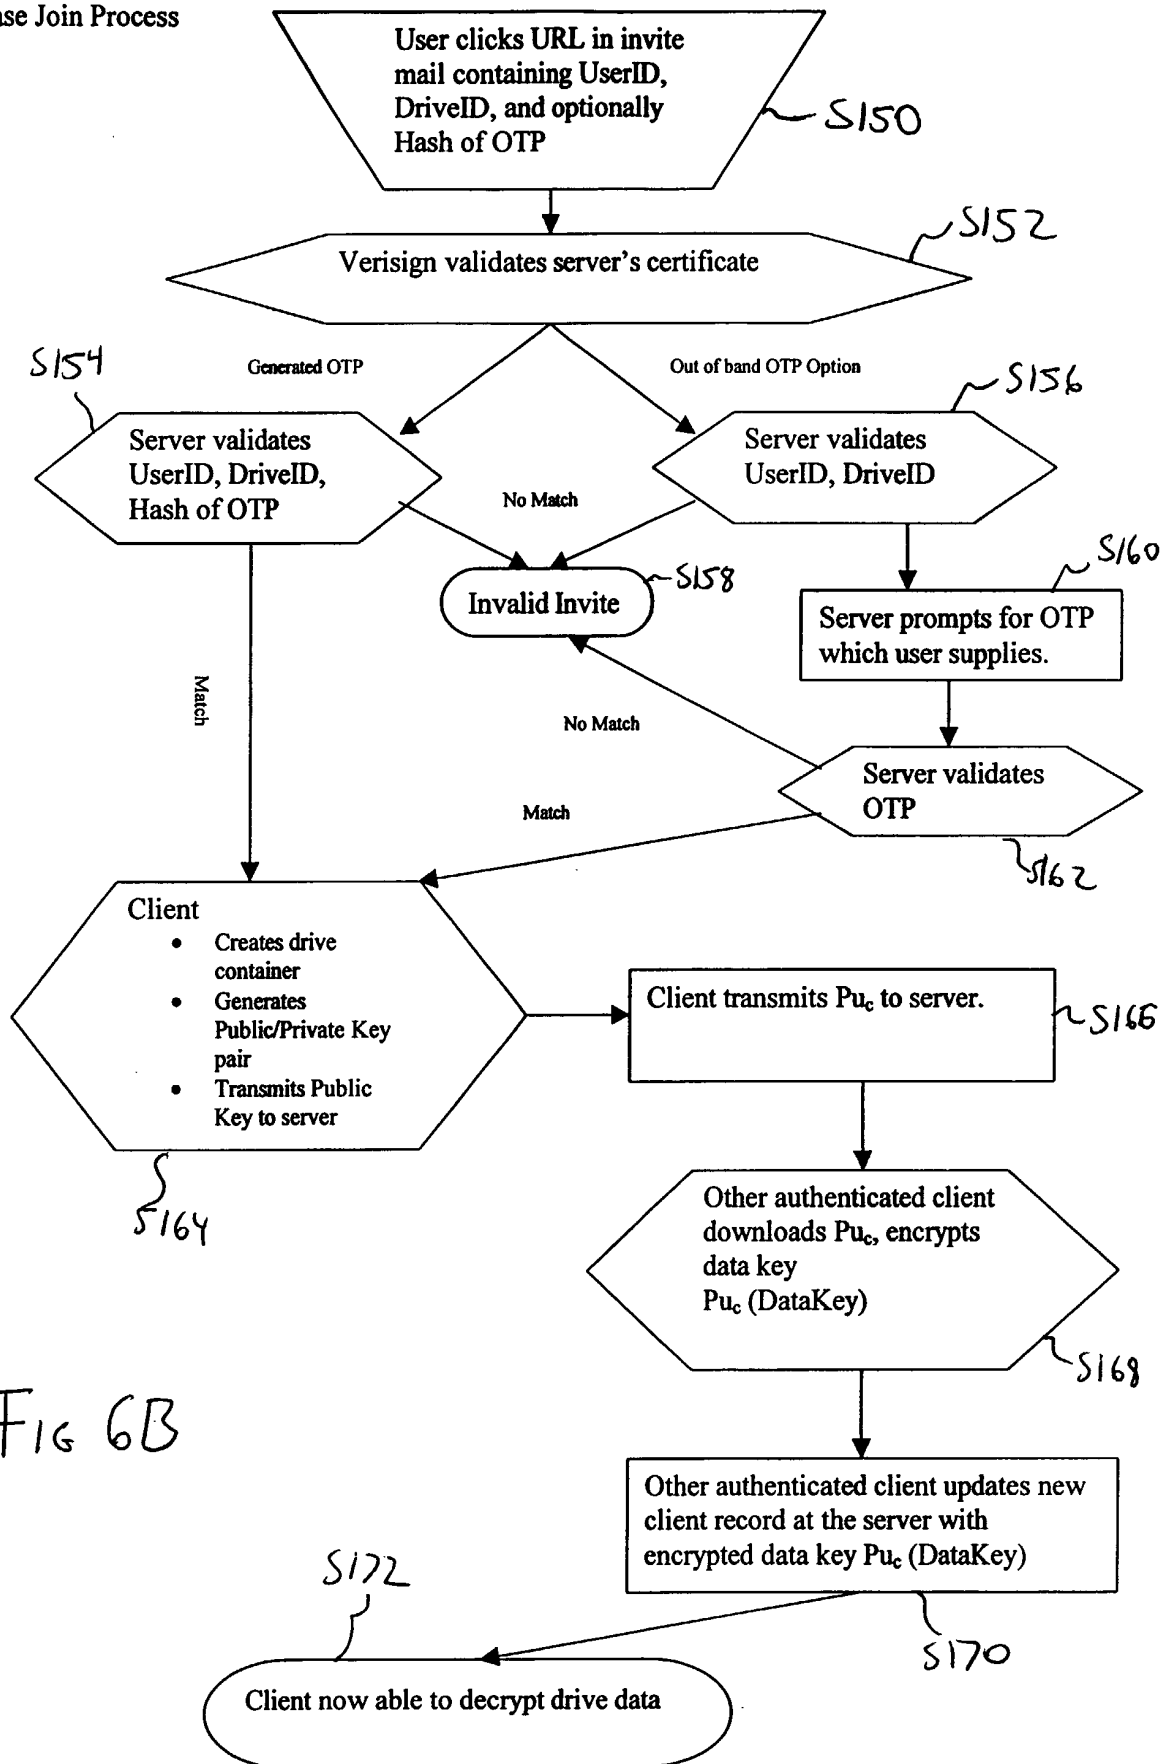 se Join Process
User clicks URL in invite
mail containing UserID,
DriveID, and optionally
Hash of OTP
S150
S152
Verisign validates server's certificate
S154
Generated OTP
Out of band OTP Option
S156
Server validates
UserID, DriveID,
Hash of OTP
Server validates
UserID, DriveID
No Match
S158
Invalid Invite
S160
Server prompts for OTP
which user supplies.
Match
No Match
Server validates
OTP
Match
S162
Client
• Creates drive
container
• Generates
Public/Private Key
pair
• Transmits Public
Key to server
S164
Client transmits Puc to server.
S166
Other authenticated client
downloads Puc, encrypts
data key
Puc (DataKey)
S168
FIG 6B
Other authenticated client updates new
client record at the server with
encrypted data key Puc (DataKey)
S170
S172
Client now able to decrypt drive data